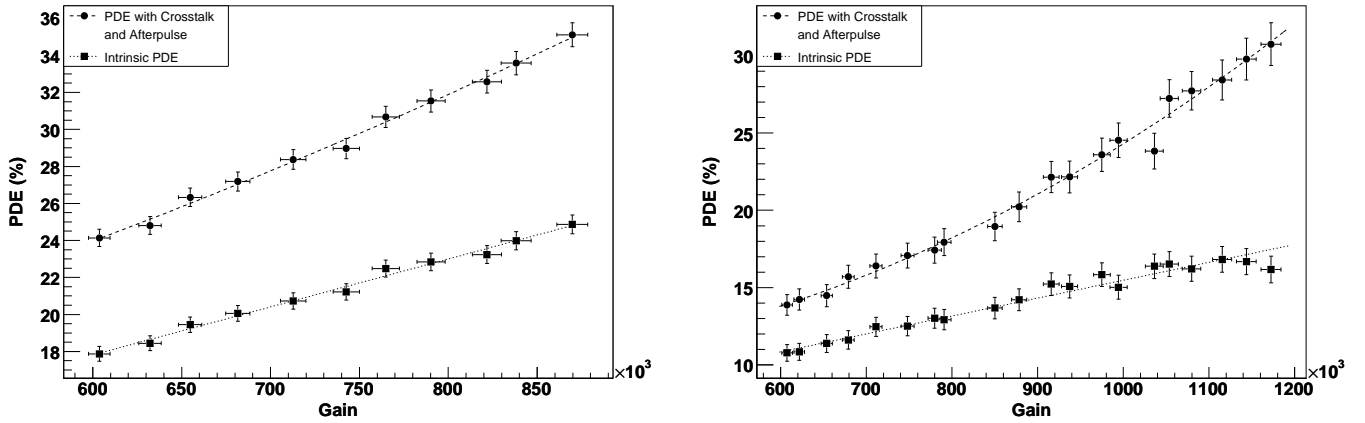 PDE with Crosstalk
and Afterpulse
Intrinsic PDE
PDE (%)
36
34
32
30
28
26
24
22
20
18
600 650 700 750 800 850 ×10³
Gain
PDE with Crosstalk
and Afterpulse
Intrinsic PDE
PDE (%)
30
25
20
15
10
600 700 800 900 1000 1100 1200 ×10³
Gain